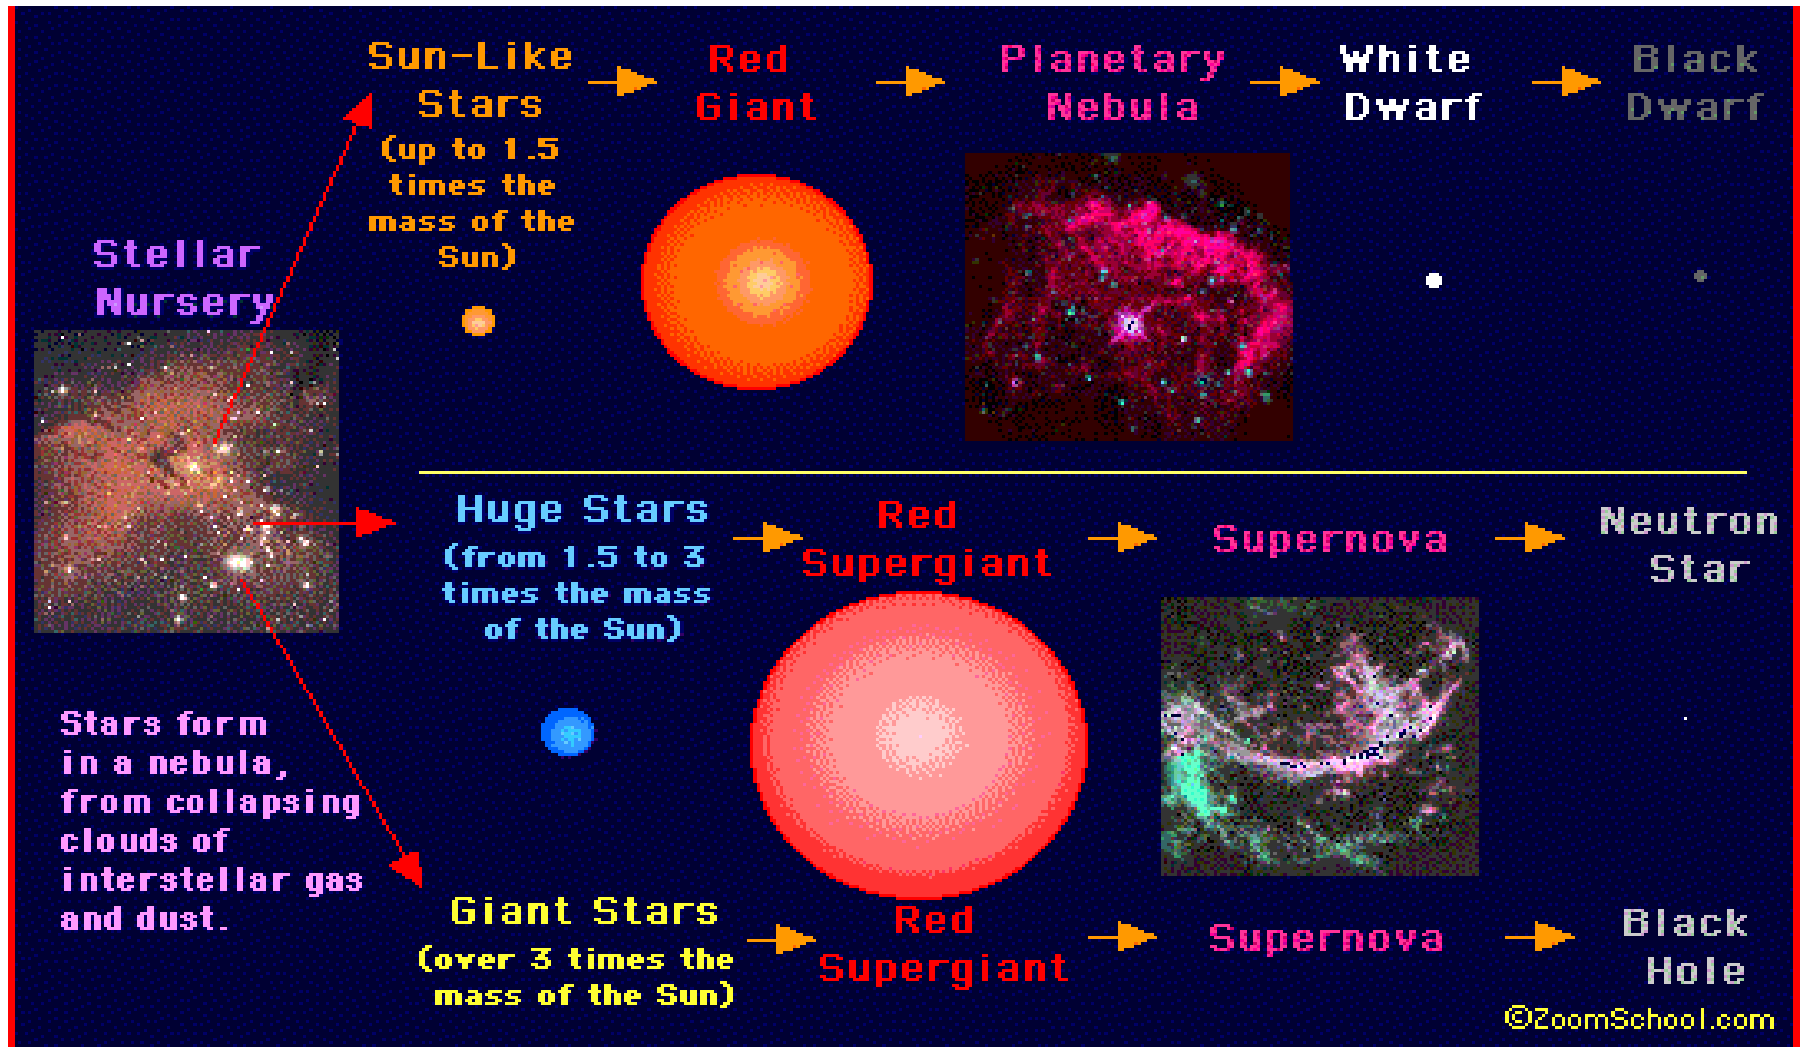 Stellar
Nursery
Stars form
in a nebula,
from collapsing
clouds of
interstellar gas
and dust.
Sun-Like
Stars
(up to 1.5
times the
mass of the
Sun)
Red
Giant
Planetary
Nebula
White
Dwarf
Black
Dwarf
Huge Stars
(from 1.5 to 3
times the mass
of the Sun)
Red
Supergiant
Supernova
Neutron
Star
Giant Stars
(over 3 times the
mass of the Sun)
Red
Supergiant
Supernova
Black
Hole
©ZoomSchool.com